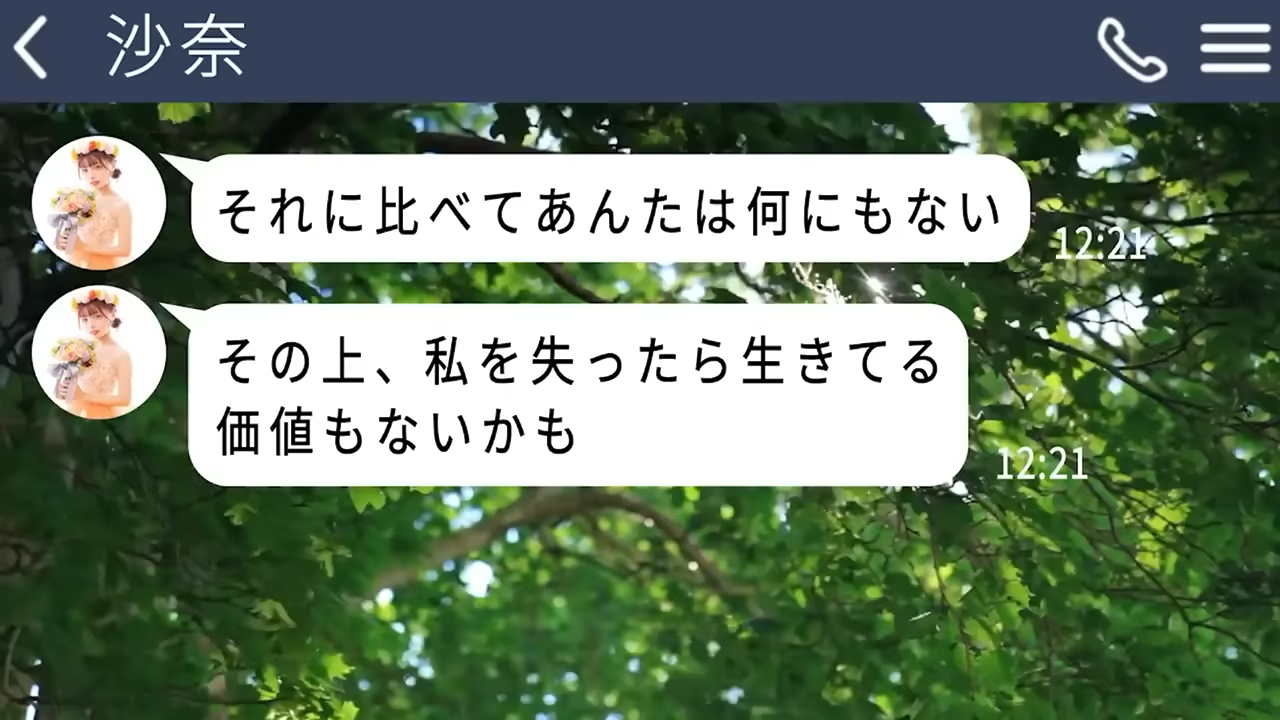 沙奈
それに比べてあんたは何にもない
12:21
その上、私を失ったら生きてる
価値もないかも
12:21